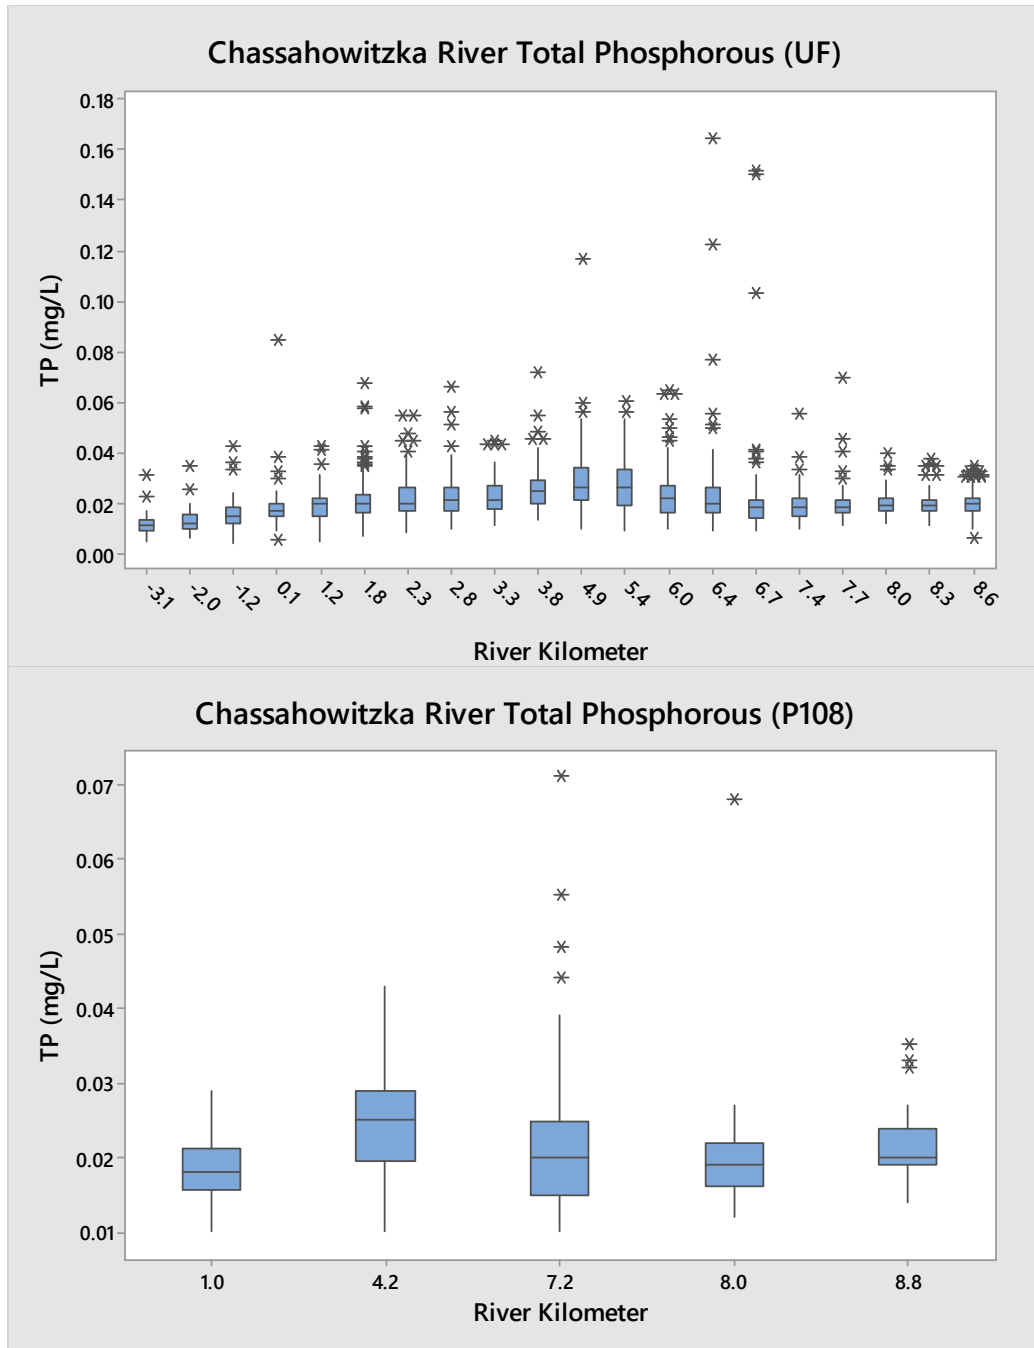 Chassahowitzka River Total Phosphorous (UF)
TP (mg/L)
0.18
0.16
0.14
0.12
0.10
0.08
0.06
0.04
0.02
0.00
-3.1 -2.0 -1.2 0.1 1.2 1.8 2.3 2.8 3.3 3.8 4.9 5.4 6.0 6.4 6.7 7.4 7.7 8.0 8.3 8.6
River Kilometer
Chassahowitzka River Total Phosphorous (P108)
TP (mg/L)
0.07
0.06
0.05
0.04
0.03
0.02
0.01
1.0 4.2 7.2 8.0 8.8
River Kilometer